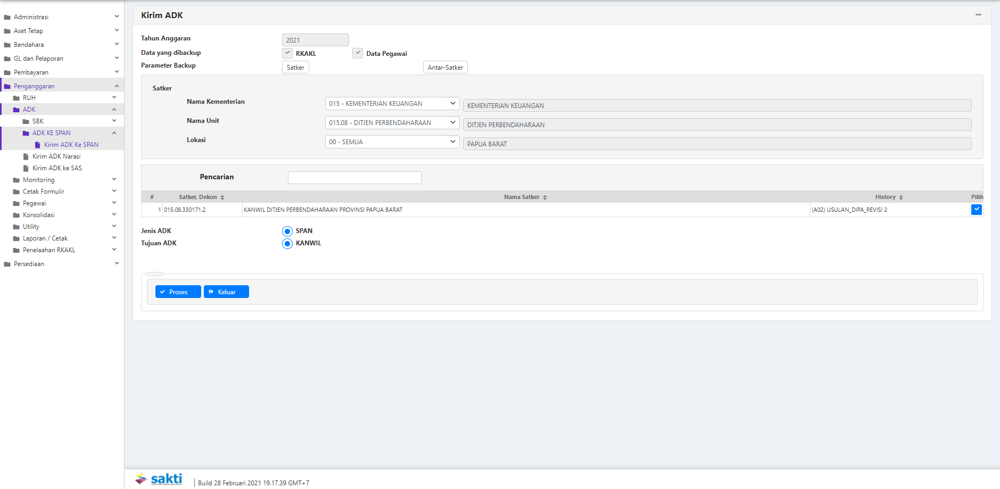 Administrasi
Aset Tetap
Bendahara
GL dan Pelaporan
Pembayaran
Penganggaran
RUH
ADK
SBK
ADK KE SPAN
Kirim ADK Ke SPAN
Kirim ADK Narasi
Kirim ADK ke SAS
Monitoring
Cetak Formulir
Pegawai
Konsolidasi
Utility
Laporan / Cetak
Penelaahan RKAKL
Persediaan
Kirim ADK
Tahun Anggaran 2021
Data yang dibackup RKAKL Data Pegawai
Parameter Backup Satker Antar-Satker
Satker
Nama Kementerian 015 - KEMENTERIAN KEUANGAN KEMENTERIAN KEUANGAN
Nama Unit 015.08 - DITJEN PERBENDAHARAAN DITJEN PERBENDAHARAAN
Lokasi 00 - SEMUA PAPUA BARAT
Pencarian
# Satker, Dekon Nama Satker History Pilih
1 015.08.330171.2 KANWIL DITJEN PERBENDAHARAAN PROVINSI PAPUA BARAT (A02) USULAN_DIPA_REVISI 2
Jenis ADK SPAN
Tujuan ADK KANWIL
Proses Keluar
sakti
Build 28 Februari 2021 19.17.39 GMT+7